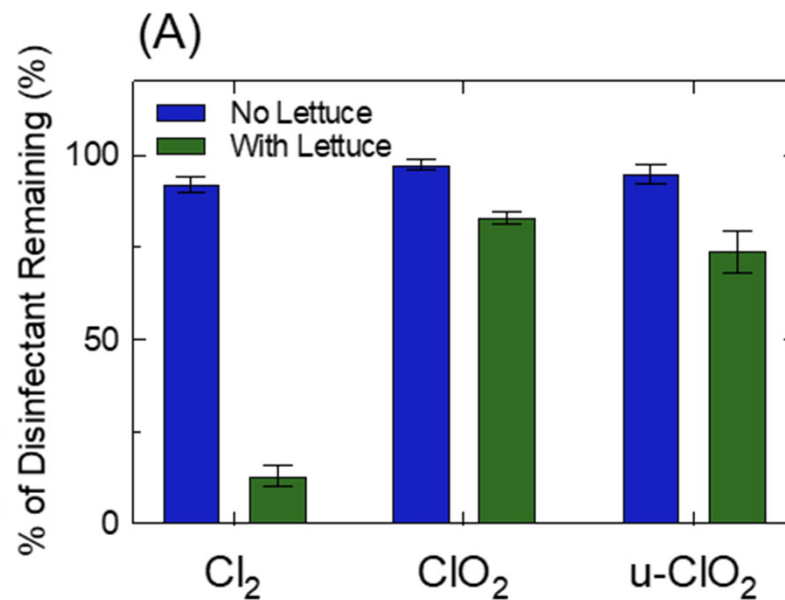 (A)
% of Disinfectant Remaining (%)
No Lettuce
With Lettuce
100
50
0
Cl₂
ClO₂
u-ClO₂